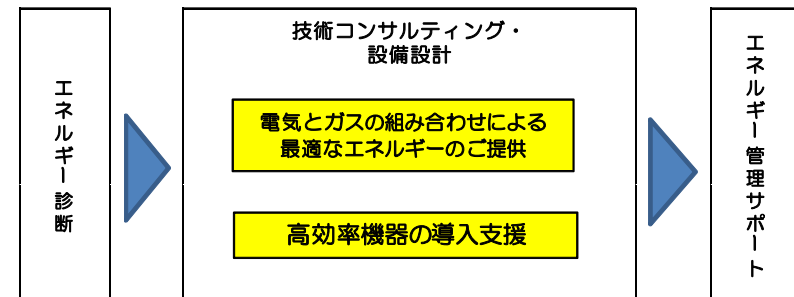 エネルギー診断
技術コンサルティング・
設備設計
電気とガスの組み合わせによる
最適なエネルギーのご提供
高効率機器の導入支援
エネルギー管理サポート